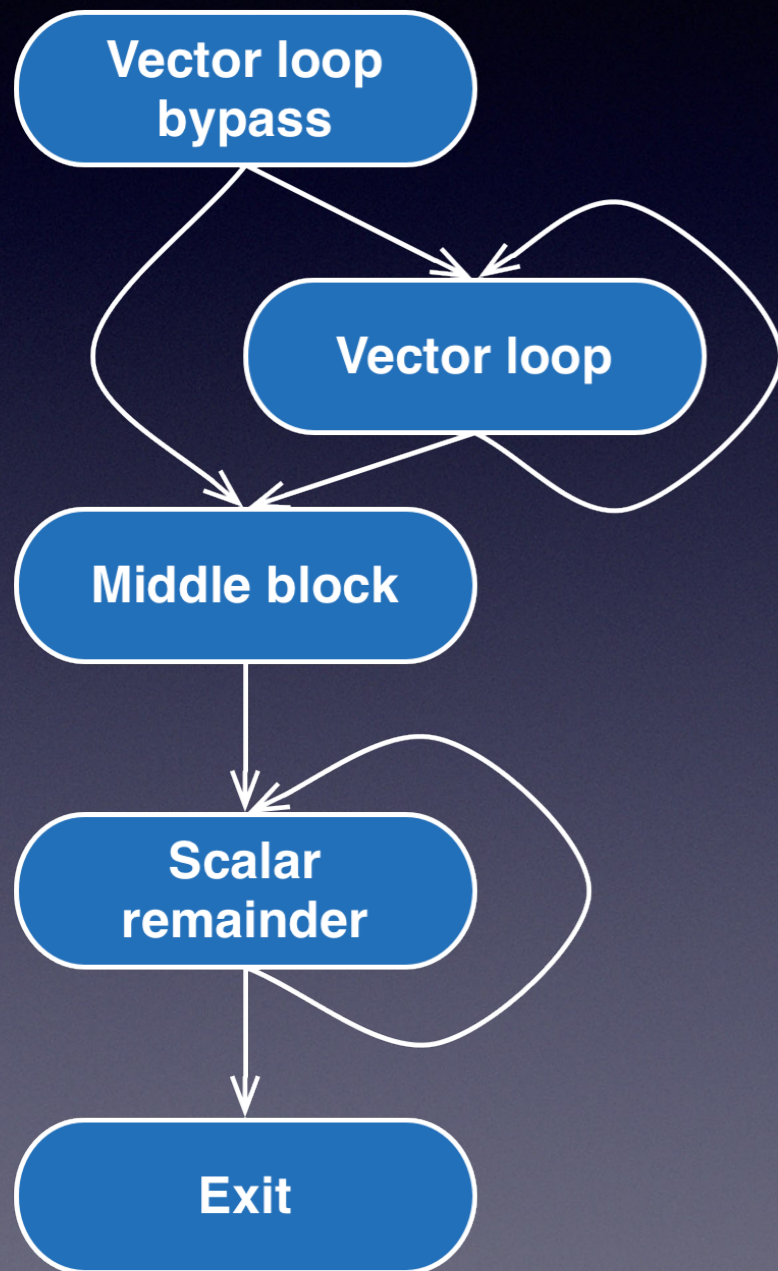 Vector loop
bypass
Vector loop
Middle block
Scalar
remainder
Exit